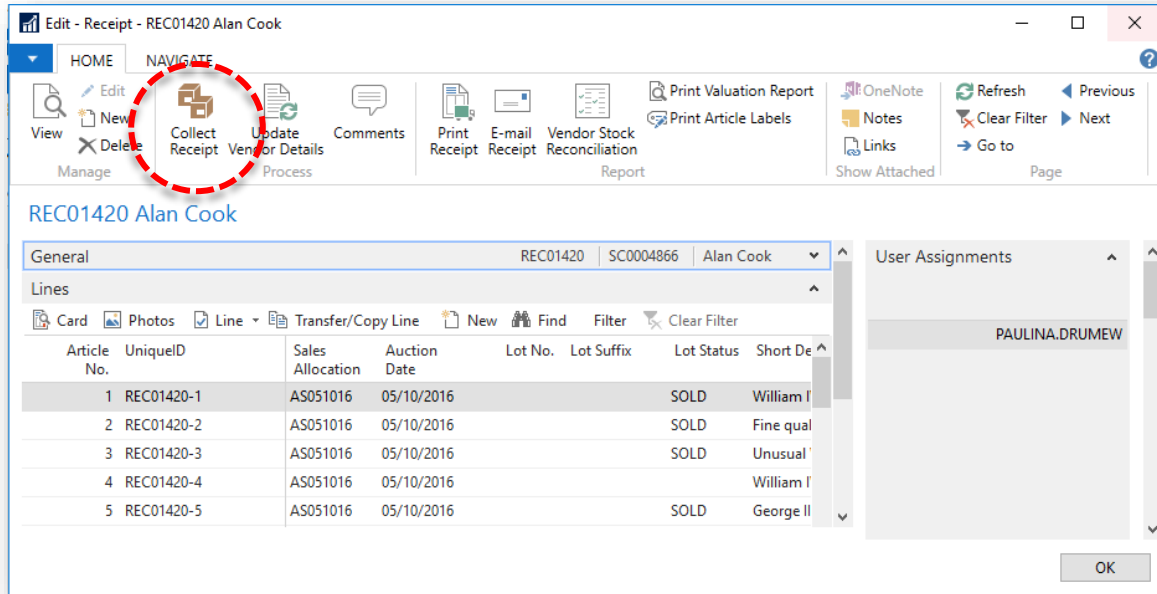 Edit - Receipt - REC01420 Alan Cook
HOME NAVIGATE
View
Edit
New
Delete
Manage
Collect Receipt
Update Vendor Details
Comments
Process
Print Receipt
E-mail Receipt
Vendor Stock Reconciliation
Print Valuation Report
Print Article Labels
Report
OneNote
Notes
Links
Show Attached
Refresh
Clear Filter
Go to
Previous
Next
Page
REC01420 Alan Cook
General REC01420 SC0004866 Alan Cook
Lines
Card Photos Line Transfer/Copy Line New Find Filter Clear Filter
Article No. UniqueID Sales Allocation Auction Date Lot No. Lot Suffix Lot Status Short De
1 REC01420-1 AS051016 05/10/2016 SOLD William I
2 REC01420-2 AS051016 05/10/2016 SOLD Fine qual
3 REC01420-3 AS051016 05/10/2016 SOLD Unusual
4 REC01420-4 AS051016 05/10/2016 William I
5 REC01420-5 AS051016 05/10/2016 SOLD George II
User Assignments
PAULINA.DRUMEW
OK